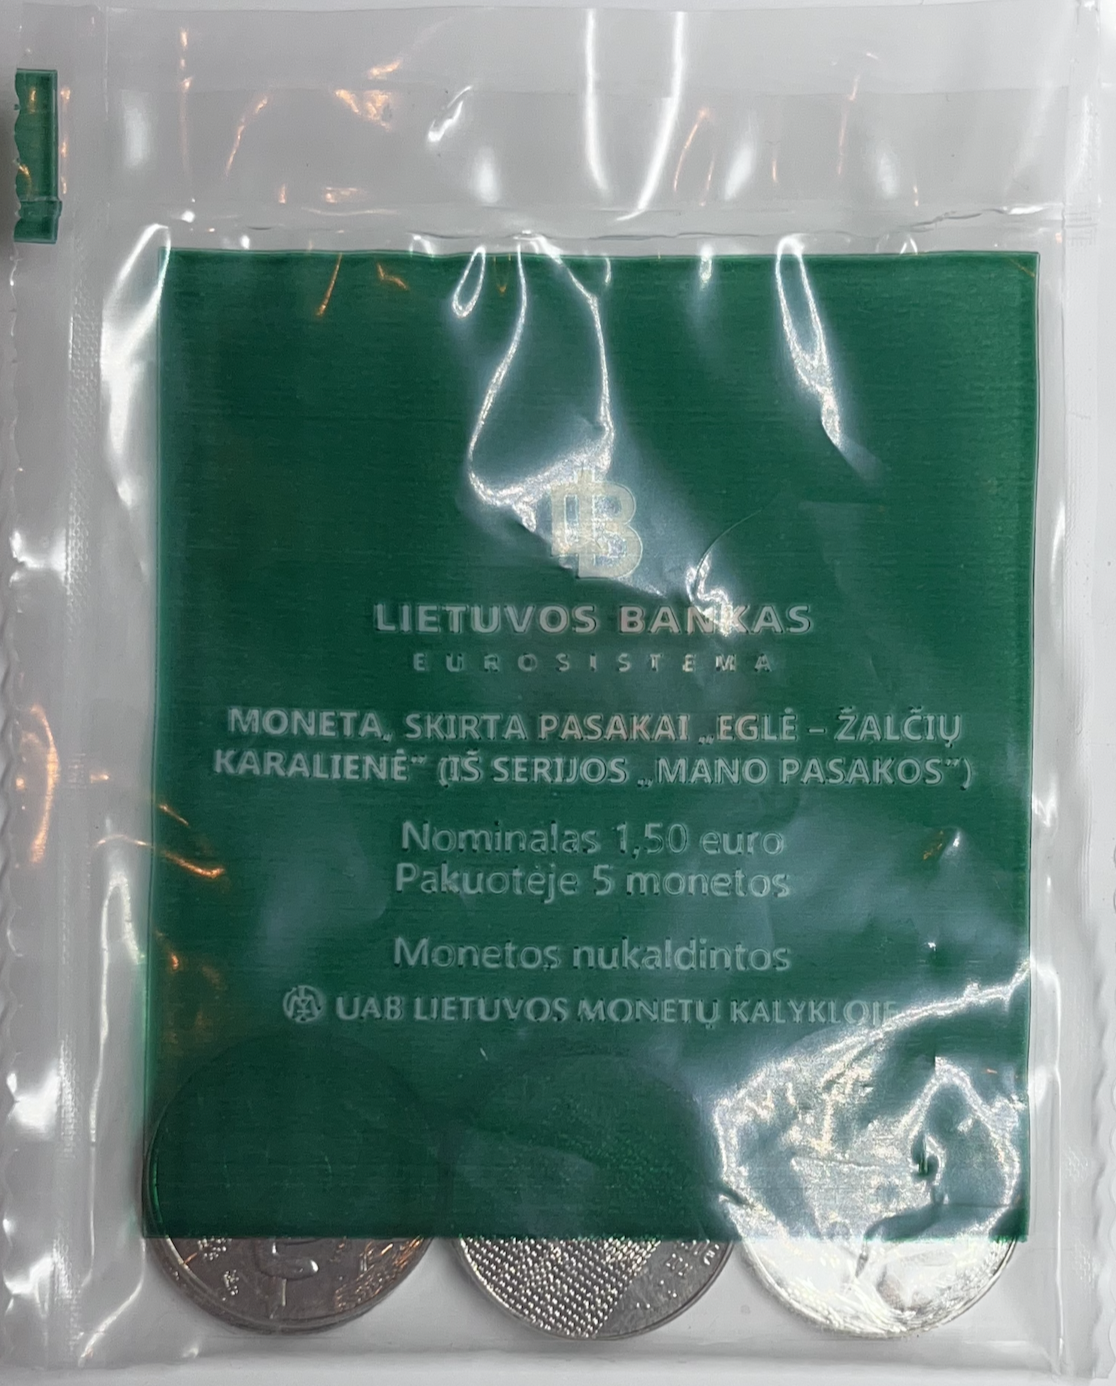 LB
LIETUVOS BANKAS
EUROSISTEMA
MONETA, SKIRTA PASAKAI „EGLĖ – ŽALČIŲ
KARALIENĖ“ (IŠ SERIJOS „MANO PASAKOS“)
Nominalas 1,50 euro
Pakuotėje 5 monetos
Monetos nukaldintos
UAB LIETUVOS MONETŲ KALYKLOJE